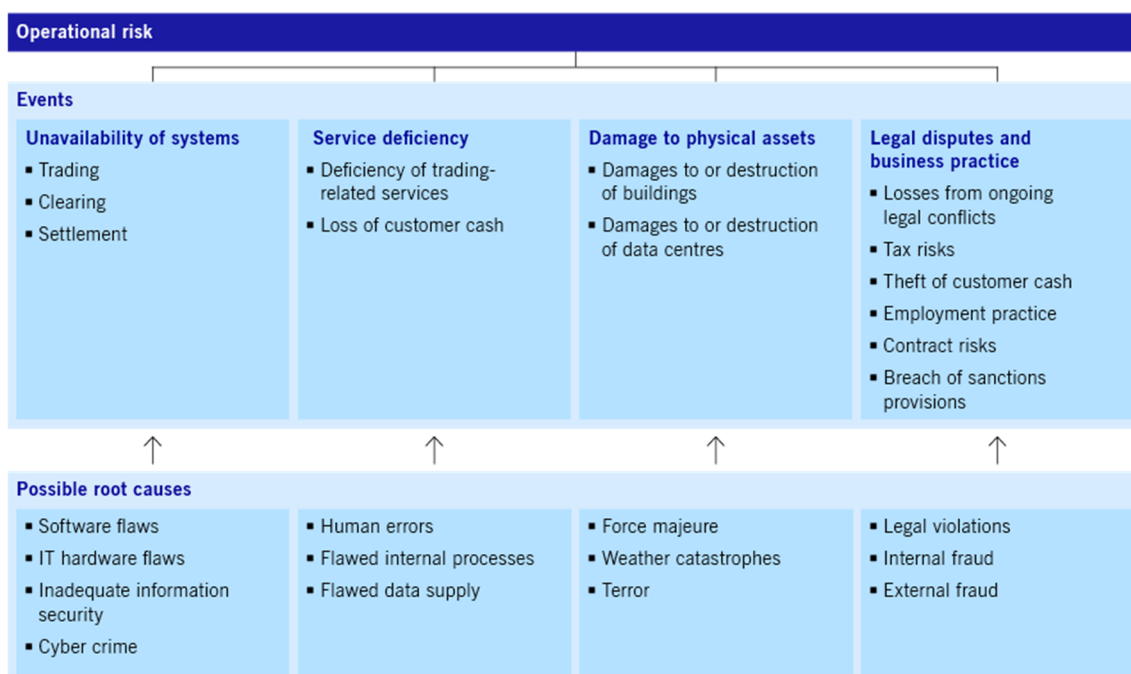 Operational risk
Events
Unavailability of systems
▪ Trading
▪ Clearing
▪ Settlement
Service deficiency
▪ Deficiency of trading-
related services
▪ Loss of customer cash
Damage to physical assets
▪ Damages to or destruction
of buildings
▪ Damages to or destruction
of data centres
Legal disputes and
business practice
▪ Losses from ongoing
legal conflicts
▪ Tax risks
▪ Theft of customer cash
▪ Employment practice
▪ Contract risks
▪ Breach of sanctions
provisions
Possible root causes
▪ Software flaws
▪ IT hardware flaws
▪ Inadequate information
security
▪ Cyber crime
▪ Human errors
▪ Flawed internal processes
▪ Flawed data supply
▪ Force majeure
▪ Weather catastrophes
▪ Terror
▪ Legal violations
▪ Internal fraud
▪ External fraud